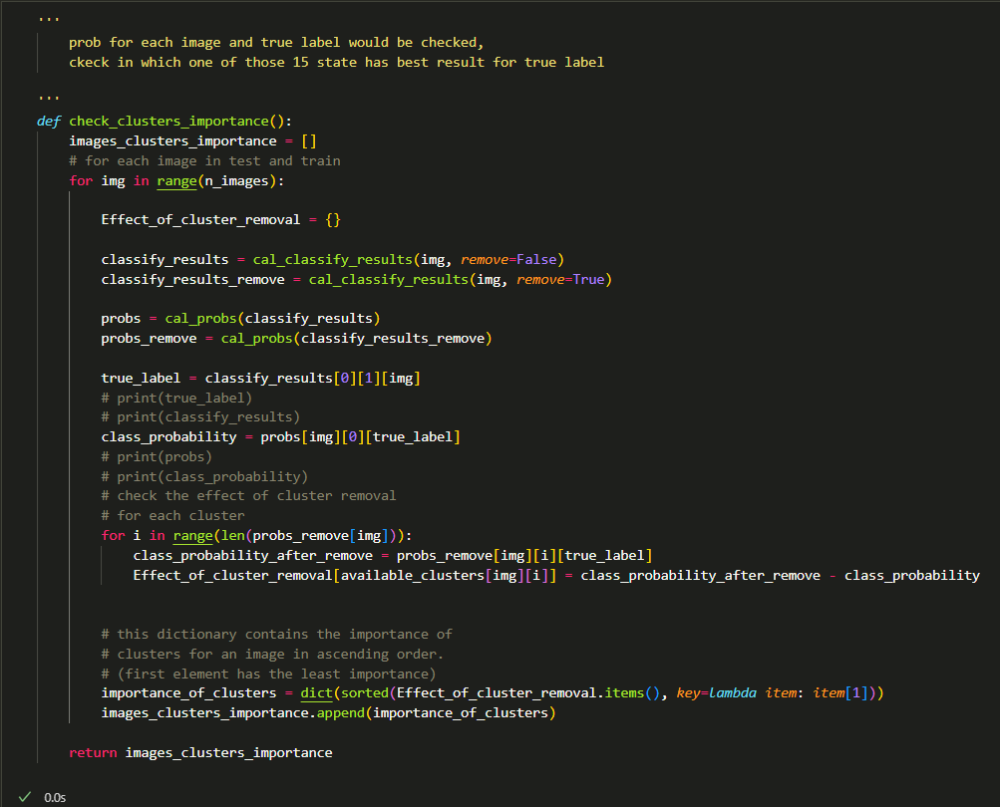 '''
prob for each image and true label would be checked,
ckeck in which one of those 15 state has best result for true label
'''
def check_clusters_importance():
images_clusters_importance = []
# for each image in test and train
for img in range(n_images):
Effect_of_cluster_removal = {}
classify_results = cal_classify_results(img, remove=False)
classify_results_remove = cal_classify_results(img, remove=True)
probs = cal_probs(classify_results)
probs_remove = cal_probs(classify_results_remove)
true_label = classify_results[0][1][img]
# print(true_label)
# print(classify_results)
class_probability = probs[img][0][true_label]
# print(probs)
# print(class_probability)
# check the effect of cluster removal
# for each cluster
for i in range(len(probs_remove[img])):
class_probability_after_remove = probs_remove[img][i][true_label]
Effect_of_cluster_removal[available_clusters[img][i]] = class_probability_after_remove - class_probability
# this dictionary contains the importance of
# clusters for an image in ascending order.
# (first element has the least importance)
importance_of_clusters = dict(sorted(Effect_of_cluster_removal.items(), key=lambda item: item[1]))
images_clusters_importance.append(importance_of_clusters)
return images_clusters_importance
0.0s